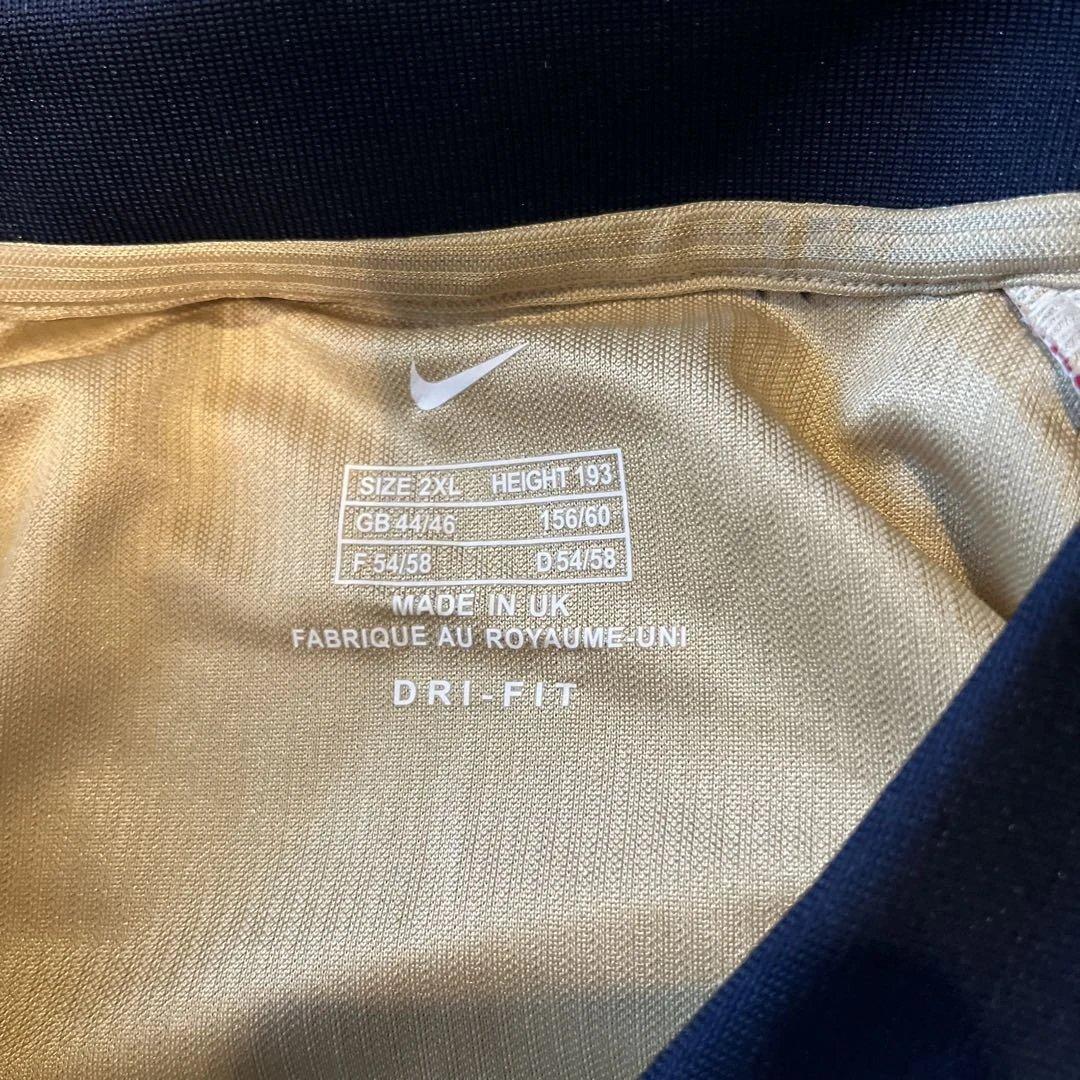 SIZE 2XL HEIGHT 193
GB 44/46 156/60
F 54/58 D 54/58
MADE IN UK
FABRIQUE AU ROYAUME-UNI
DRI-FIT